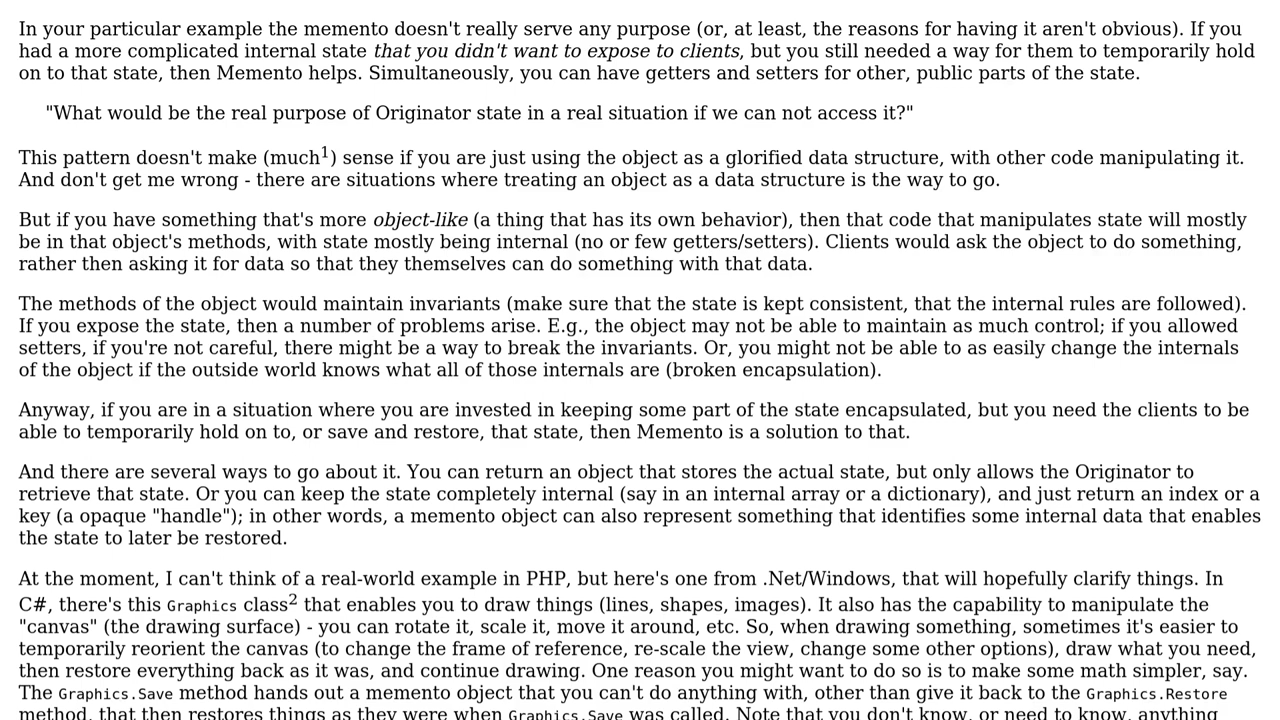 In your particular example the memento doesn't really serve any purpose (or, at least, the reasons for having it aren't obvious). If you
had a more complicated internal state that you didn't want to expose to clients, but you still needed a way for them to temporarily hold
on to that state, then Memento helps. Simultaneously, you can have getters and setters for other, public parts of the state.
"What would be the real purpose of Originator state in a real situation if we can not access it?"
This pattern doesn't make (much1) sense if you are just using the object as a glorified data structure, with other code manipulating it.
And don't get me wrong - there are situations where treating an object as a data structure is the way to go.
But if you have something that's more object-like (a thing that has its own behavior), then that code that manipulates state will mostly
be in that object's methods, with state mostly being internal (no or few getters/setters). Clients would ask the object to do something,
rather then asking it for data so that they themselves can do something with that data.
The methods of the object would maintain invariants (make sure that the state is kept consistent, that the internal rules are followed).
If you expose the state, then a number of problems arise. E.g., the object may not be able to maintain as much control; if you allowed
setters, if you're not careful, there might be a way to break the invariants. Or, you might not be able to as easily change the internals
of the object if the outside world knows what all of those internals are (broken encapsulation).
Anyway, if you are in a situation where you are invested in keeping some part of the state encapsulated, but you need the clients to be
able to temporarily hold on to, or save and restore, that state, then Memento is a solution to that.
And there are several ways to go about it. You can return an object that stores the actual state, but only allows the Originator to
retrieve that state. Or you can keep the state completely internal (say in an internal array or a dictionary), and just return an index or a
key (a opaque "handle"); in other words, a memento object can also represent something that identifies some internal data that enables
the state to later be restored.
At the moment, I can't think of a real-world example in PHP, but here's one from .Net/Windows, that will hopefully clarify things. In
C#, there's this Graphics class2 that enables you to draw things (lines, shapes, images). It also has the capability to manipulate the
"canvas" (the drawing surface) - you can rotate it, scale it, move it around, etc. So, when drawing something, sometimes it's easier to
temporarily reorient the canvas (to change the frame of reference, re-scale the view, change some other options), draw what you need,
then restore everything back as it was, and continue drawing. One reason you might want to do so is to make some math simpler, say.
The Graphics.Save method hands out a memento object that you can't do anything with, other than give it back to the Graphics.Restore
method, that then restores things as they were when Graphics.Save was called. Note that you don't know, or need to know, anything